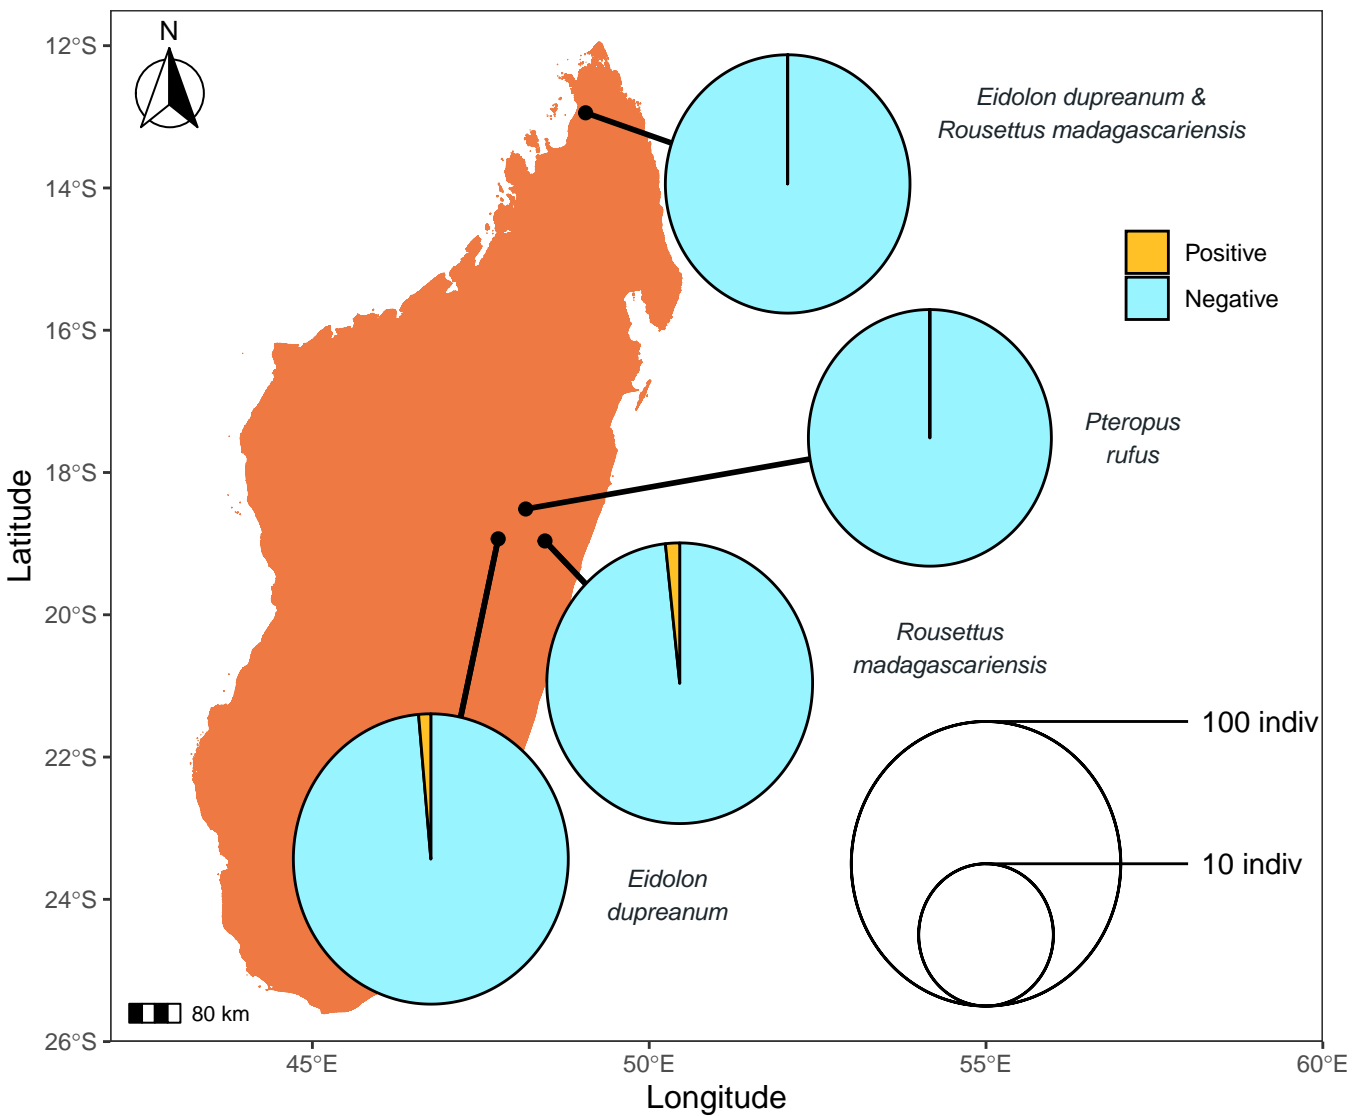 N
12°S
14°S
16°S
18°S
20°S
22°S
24°S
26°S
Latitude
Eidolon dupreanum &
Rousettus madagascariensis
Positive
Negative
Pteropus
rufus
Rousettus
madagascariensis
100 indiv
10 indiv
Eidolon
dupreanum
80 km
45°E
50°E
55°E
60°E
Longitude